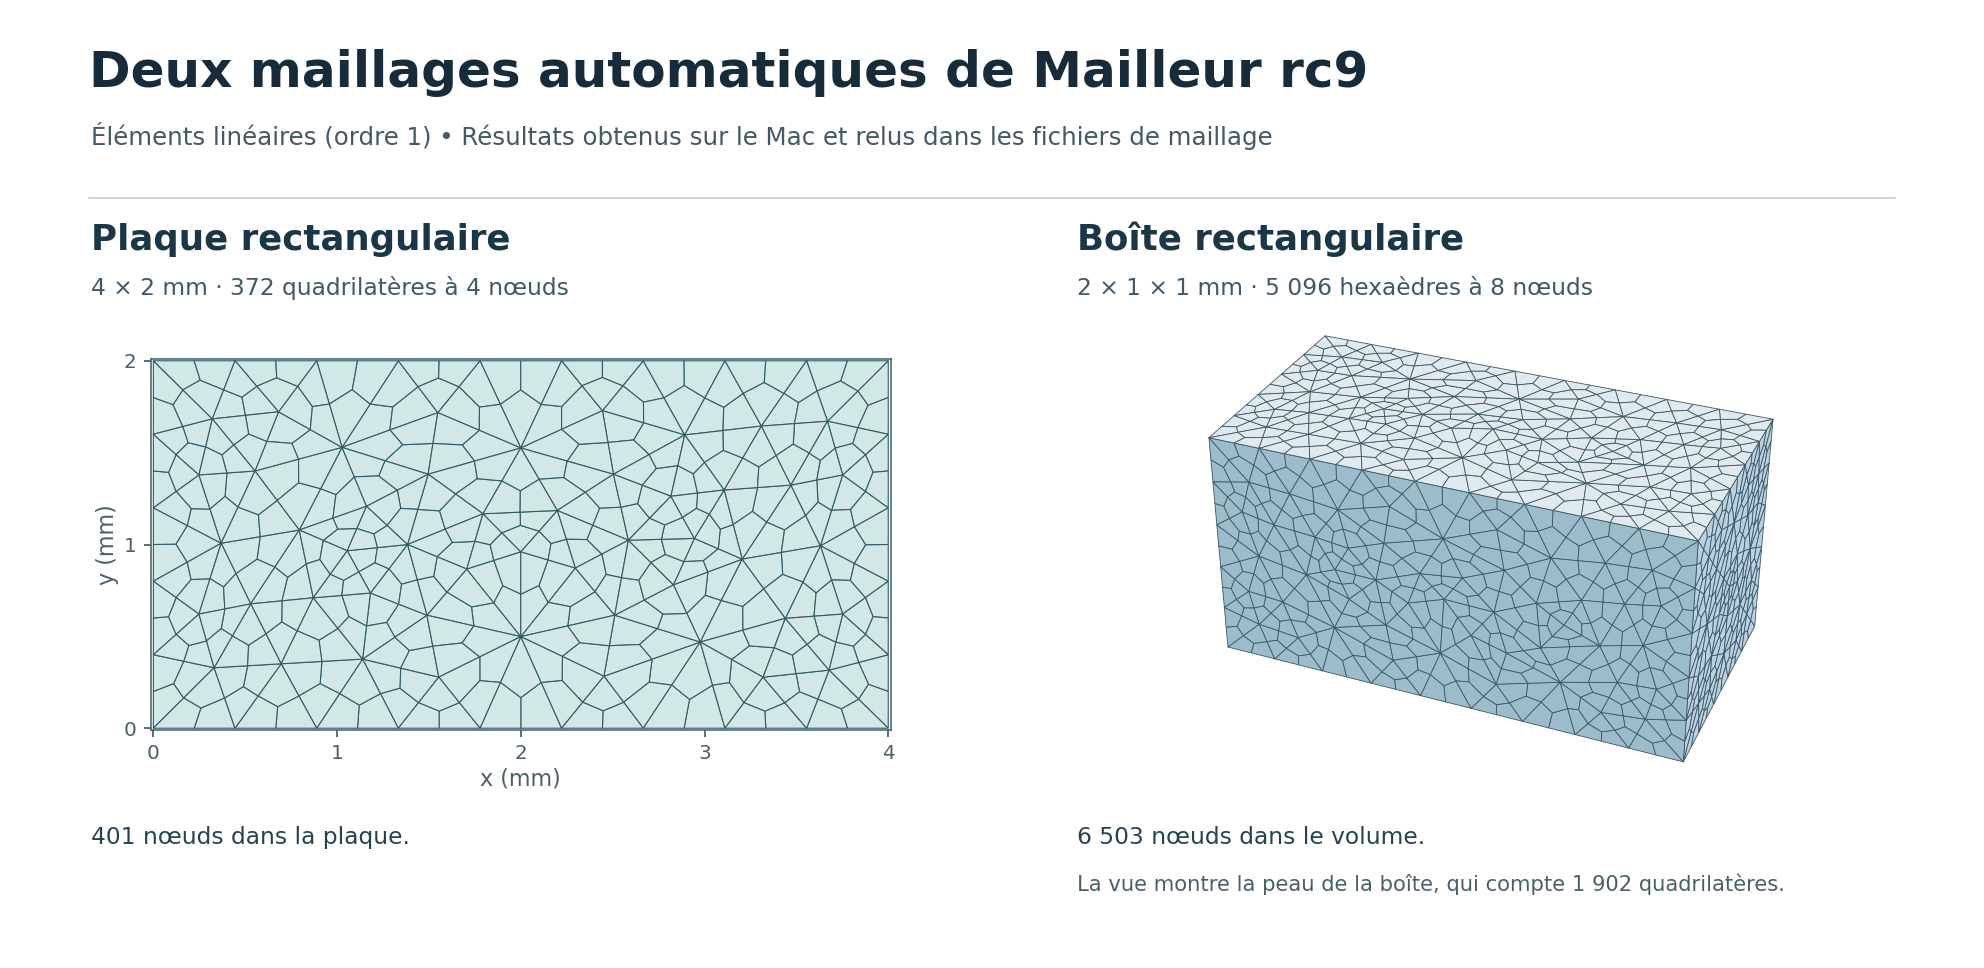 Deux maillages automatiques de Mailleur rc9
Éléments linéaires (ordre 1) • Résultats obtenus sur le Mac et relus dans les fichiers de maillage
Plaque rectangulaire
4 × 2 mm · 372 quadrilatères à 4 nœuds
2
1
0
y (mm)
0 1 2 3 4
x (mm)
401 nœuds dans la plaque.
Boîte rectangulaire
2 × 1 × 1 mm · 5 096 hexaèdres à 8 nœuds
6 503 nœuds dans le volume.
La vue montre la peau de la boîte, qui compte 1 902 quadrilatères.